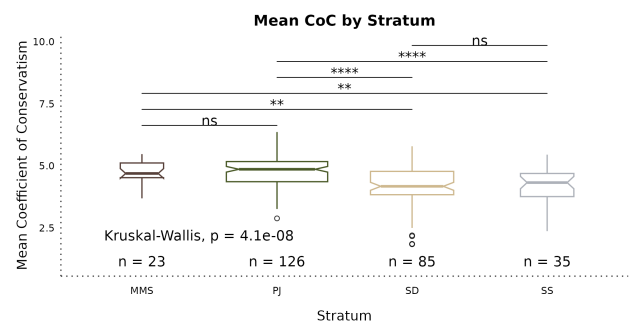 Mean CoC by Stratum
Mean Coefficient of Conservatism
10.0
7.5
5.0
2.5
ns
****
****
**
**
ns
Kruskal-Wallis, p = 4.1e-08
n = 23
n = 126
n = 85
n = 35
MMS
PJ
SD
SS
Stratum